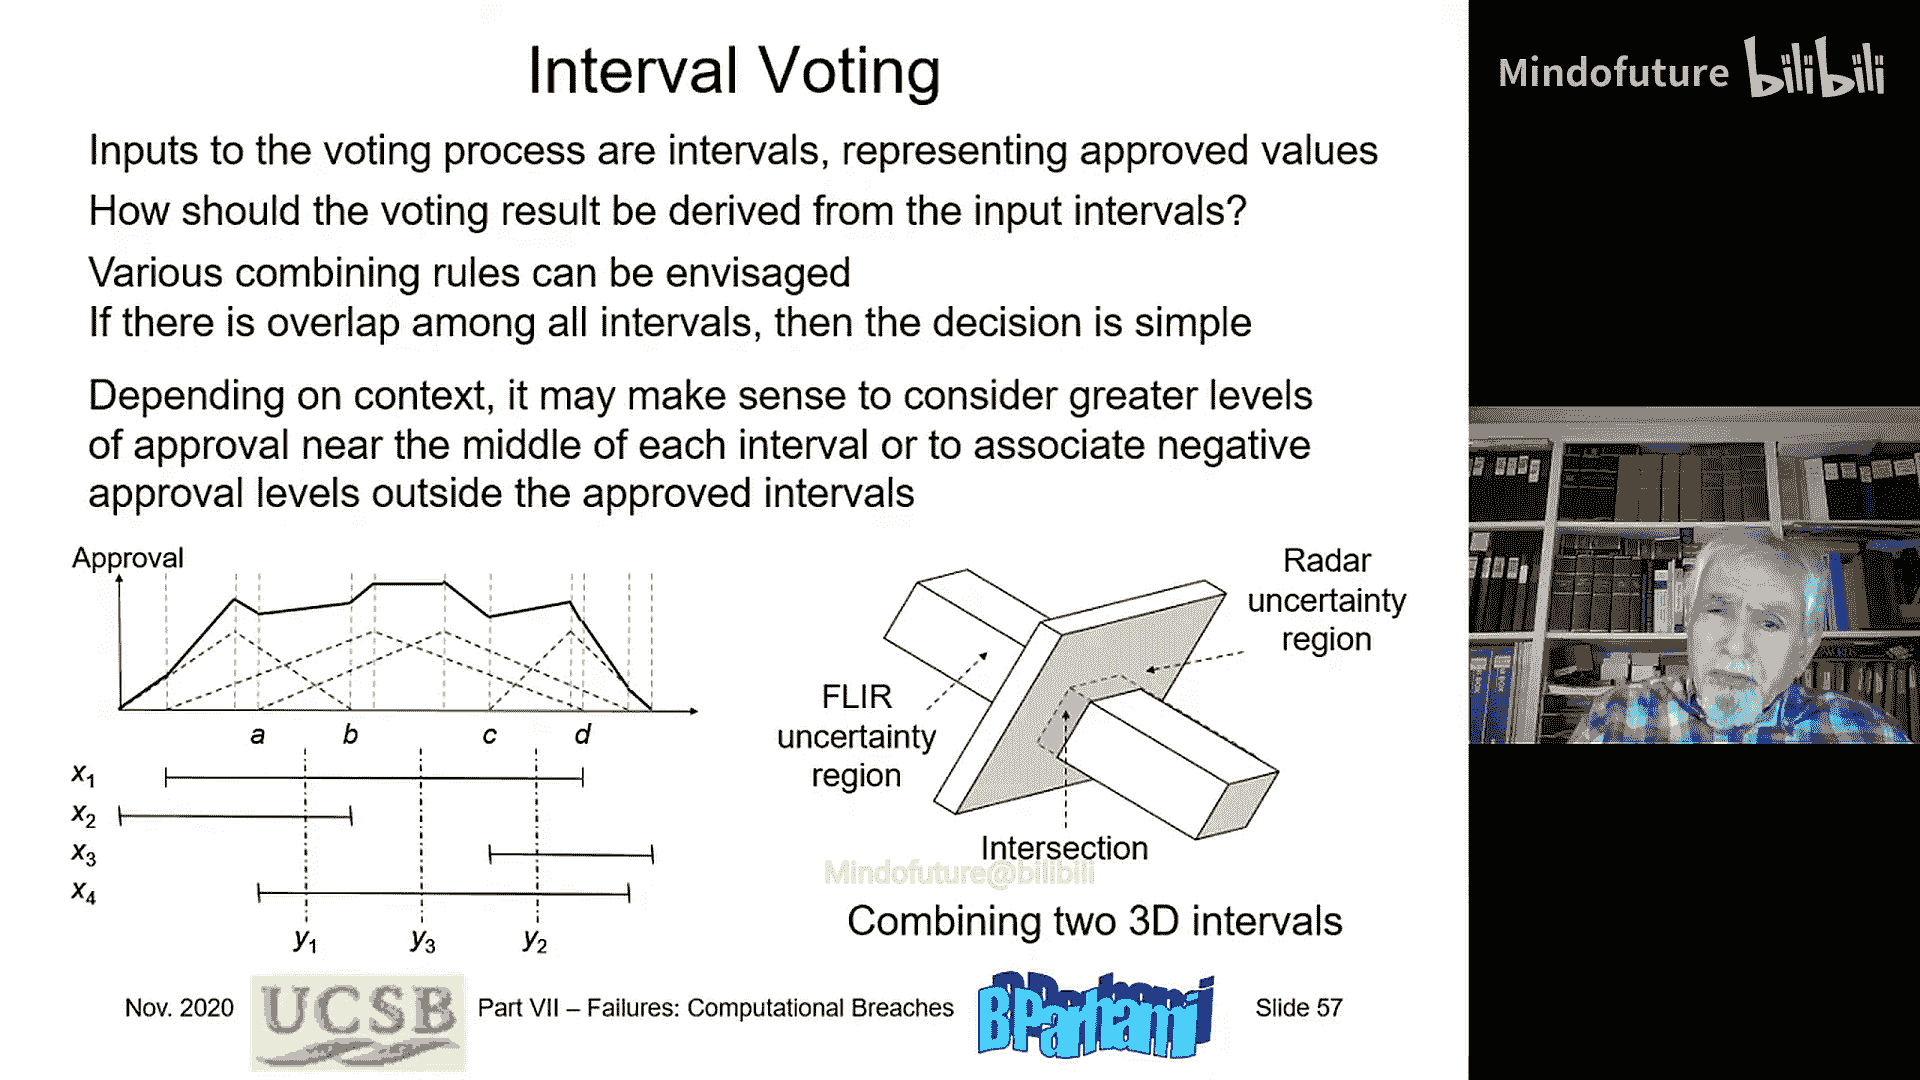 Interval Voting
Mindofuture bilibili
Inputs to the voting process are intervals, representing approved values
How should the voting result be derived from the input intervals?
Various combining rules can be envisaged
If there is overlap among all intervals, then the decision is simple
Depending on context, it may make sense to consider greater levels
of approval near the middle of each interval or to associate negative
approval levels outside the approved intervals
Approval
a b c d
x1
x2
x3
x4
y1 y3 y2
Radar
uncertainty
region
FLIR
uncertainty
region
Intersection
Mindofuture@bilibili
Combining two 3D intervals
Nov. 2020
UCSB
Part VII – Failures: Computational Breaches
B Parhami
Slide 57